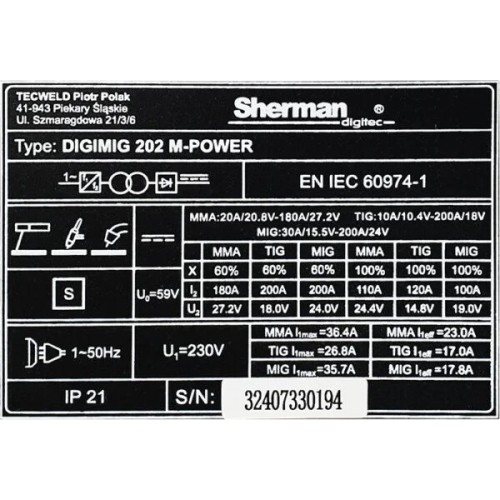 TECWELD Piotr Polak
41-943 Piekary Śląskie
Ul. Szmaragdowa 21/3/6
Sherman®
digitec
Type: DIGIMIG 202 M-POWER
1~ f1 f2
EN IEC 60974-1
MMA:20A/20.8V-180A/27.2V TIG:10A/10.4V-200A/18V
MIG:30A/15.5V-200A/24V
MMA TIG MIG MMA TIG MIG
X 60% 60% 60% 100% 100% 100%
S
U₀=59V
I₂ 180A 200A 200A 110A 120A 100A
U₂ 27.2V 18.0V 24.0V 24.4V 14.8V 19.0V
1~50Hz
U₁=230V
MMA I1max=36.4A MMA I1eff=23.0A
TIG I1max=26.8A TIG I1eff=17.0A
MIG I1max=35.7A MIG I1eff=17.8A
IP 21
S/N: 32407330194